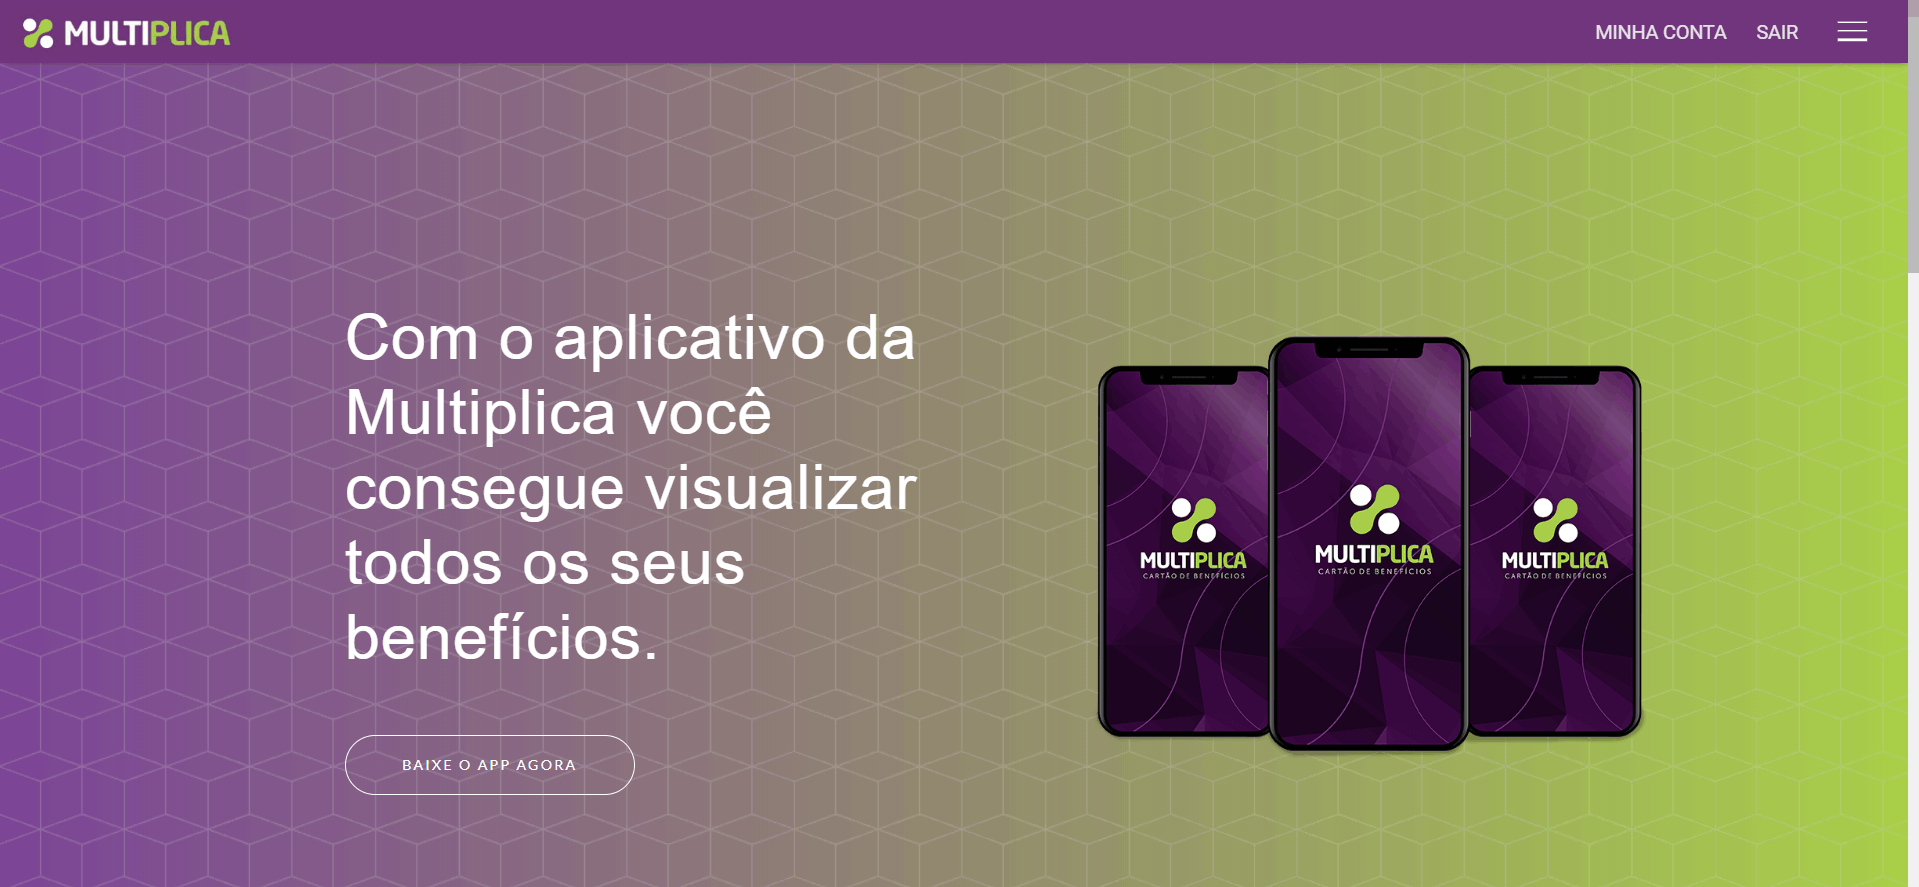 MULTIPLICA
MINHA CONTA
SAIR
Com o aplicativo da
Multiplica você
consegue visualizar
todos os seus
benefícios.
BAIXE O APP AGORA
MULTIPLICA
CARTÃO DE BENEFÍCIOS
MULTIPLICA
CARTÃO DE BENEFÍCIOS
MULTIPLICA
CARTÃO DE BENEFÍCIOS